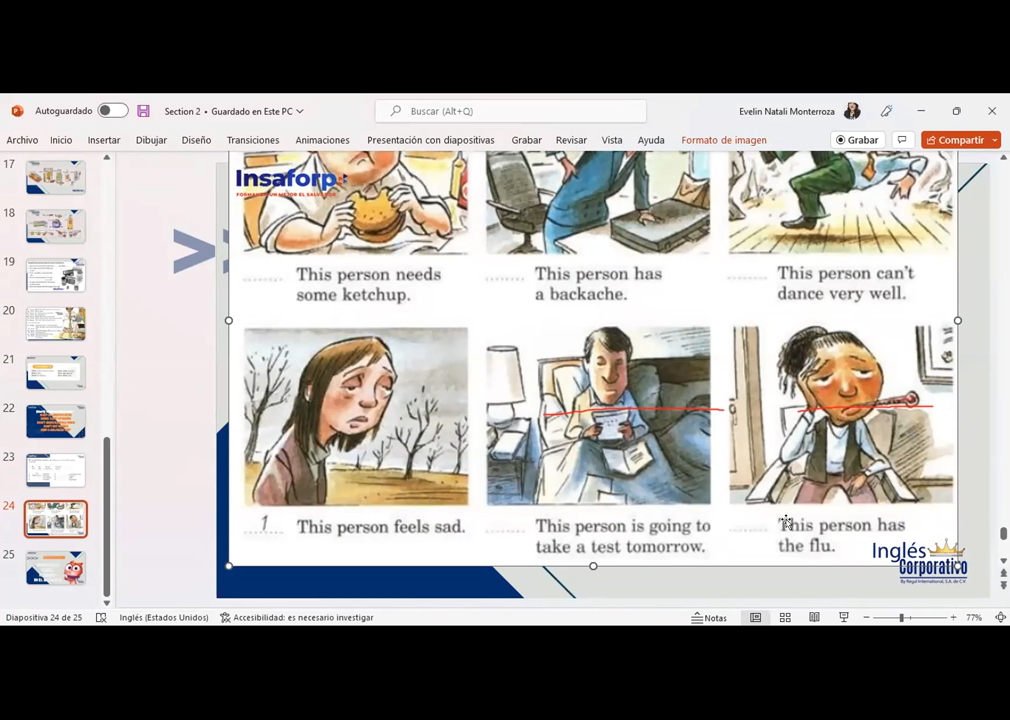 Autoguardado
Section 2 • Guardado en Este PC
Buscar (Alt+Q)
Evelin Natali Monterroza
Archivo Inicio Insertar Dibujar Diseño Transiciones Animaciones Presentación con diapositivas Grabar Revisar Vista Ayuda Formato de imagen
Grabar
Compartir
17
18
19
20
21
22
23
24
25
Insaforp
This person needs
some ketchup.
This person has
a backache.
This person can't
dance very well.
1 This person feels sad.
This person is going to
take a test tomorrow.
This person has
the flu.
Inglés
Corporativo
By Regal International, S.A. de C.V.
Diapositiva 24 de 25
Inglés (Estados Unidos)
Accesibilidad: es necesario investigar
Notas
77%